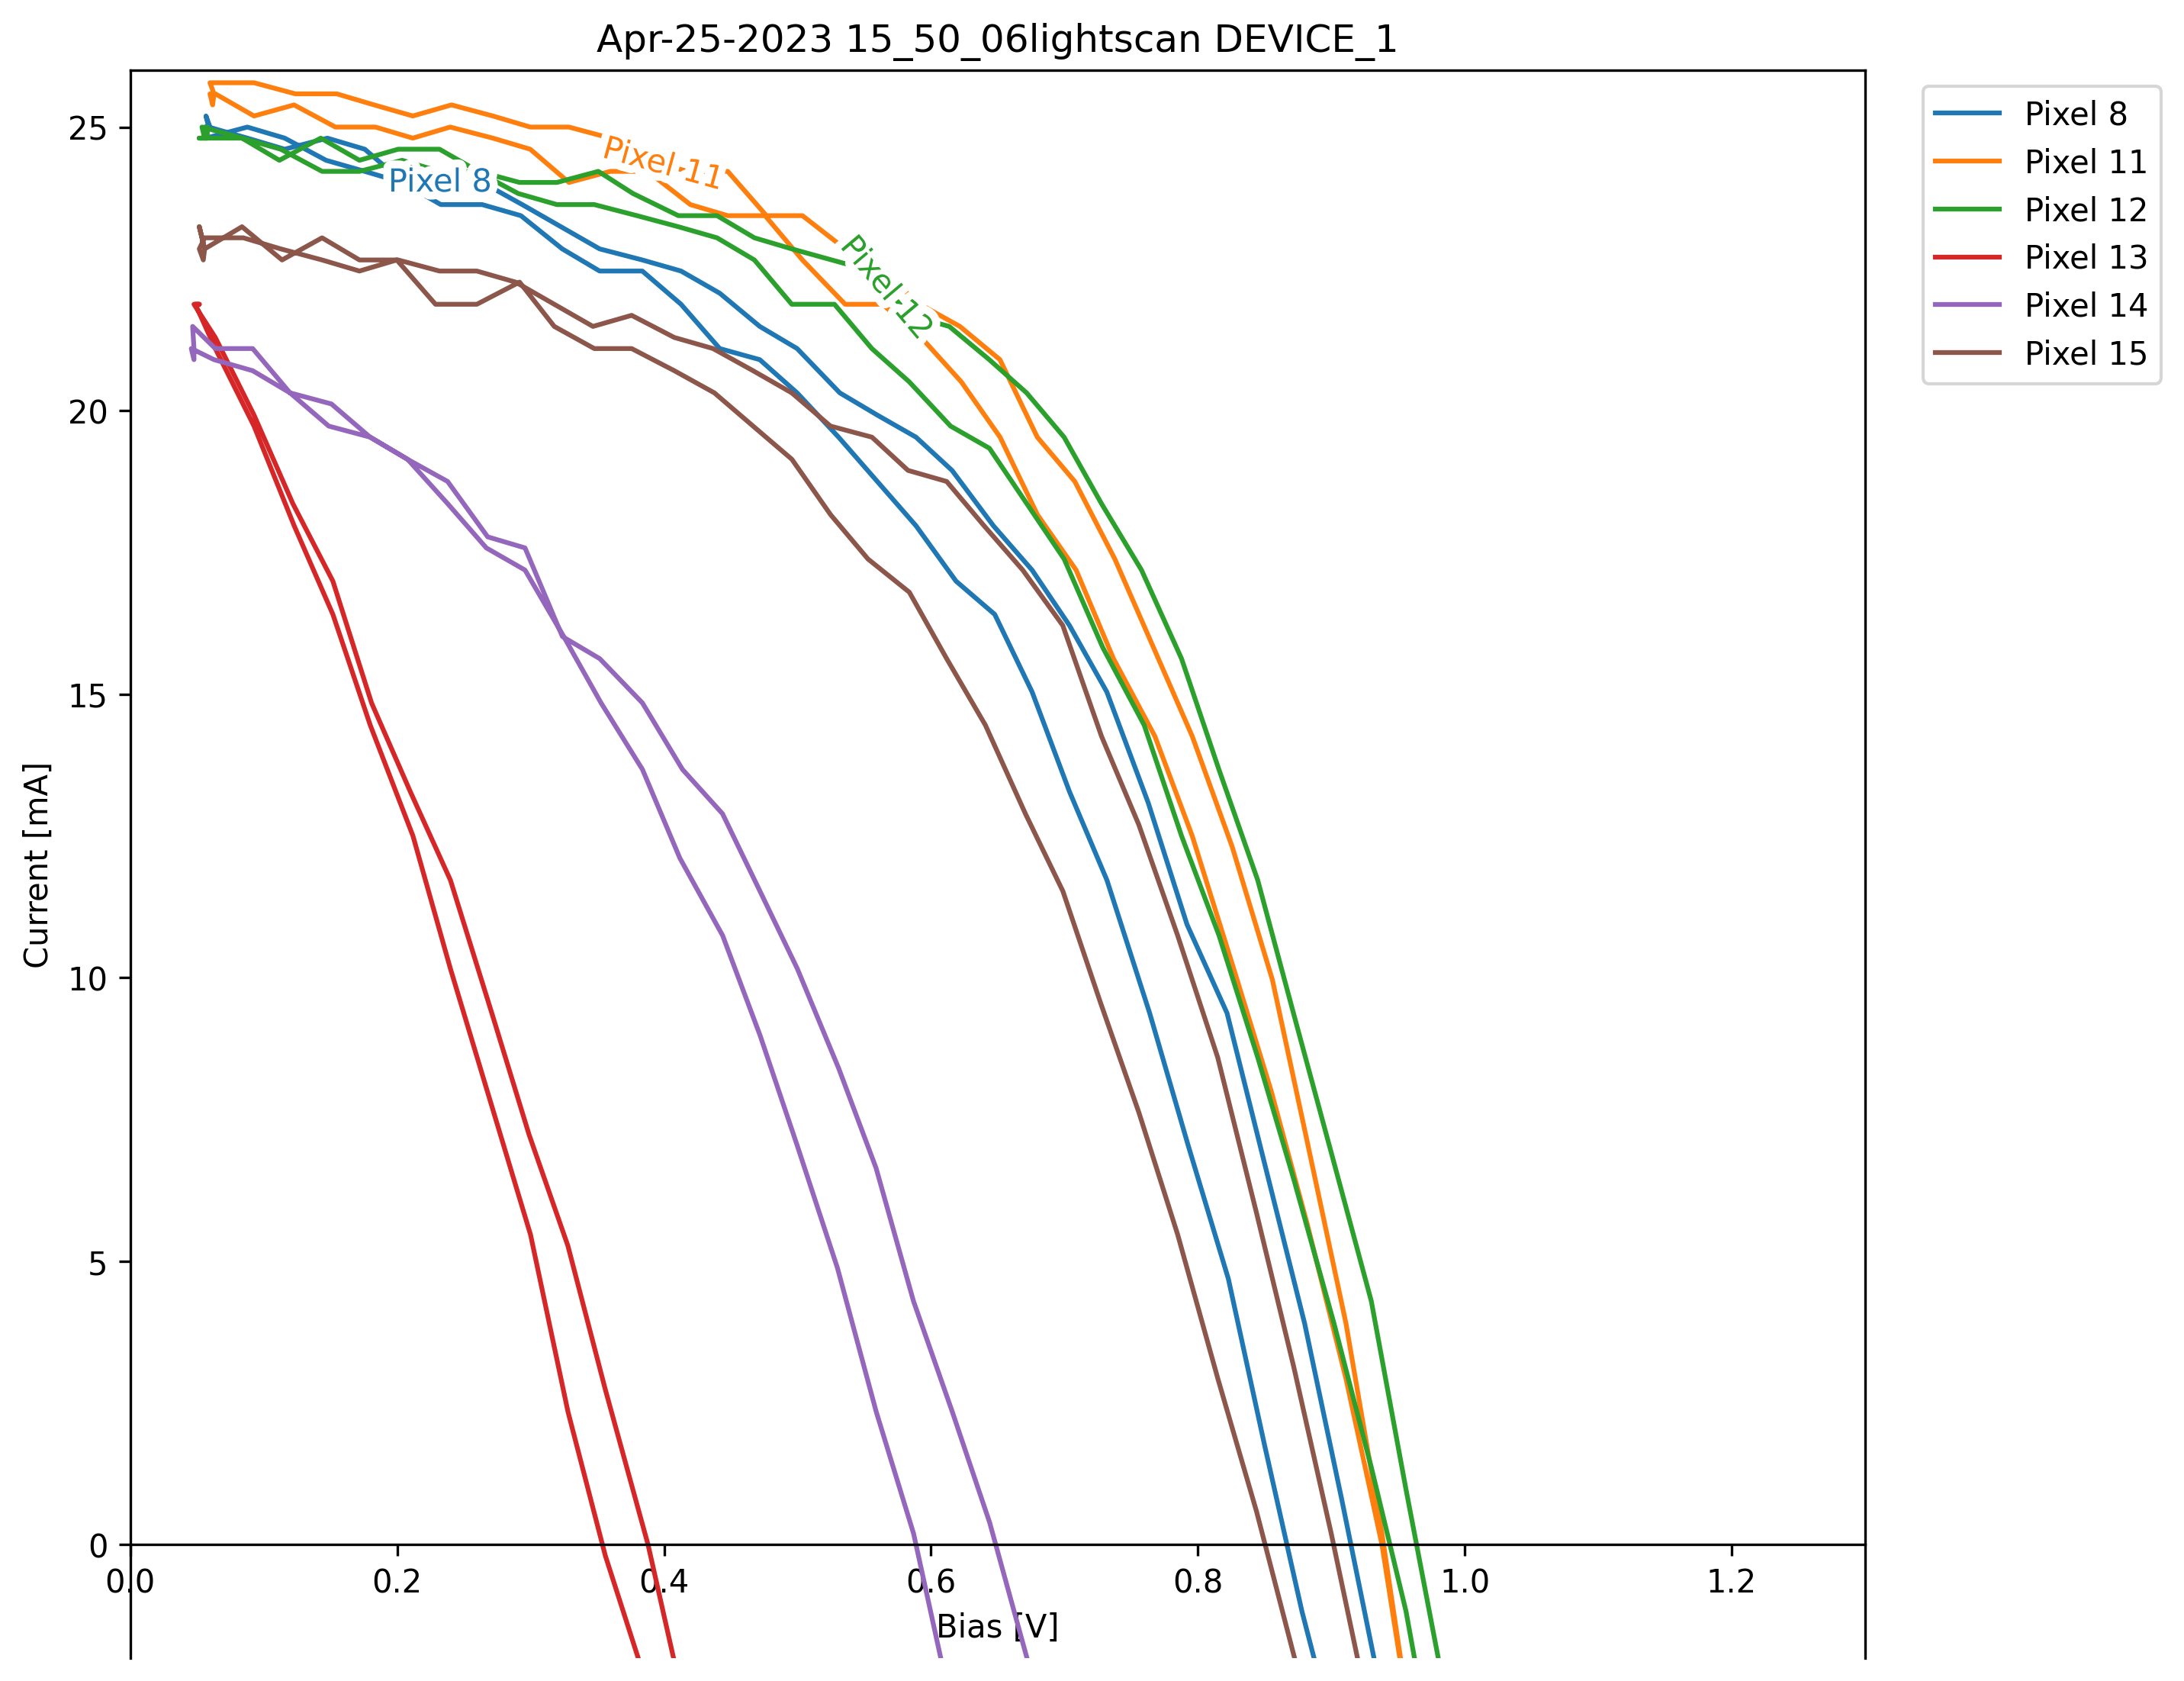 Apr-25-2023 15_50_06lightscan DEVICE_1
Pixel 8
Pixel 11
Pixel 12
Pixel 13
Pixel 14
Pixel 15
Pixel 11
Pixel 8
Pixel 12
25
20
15
10
5
0
Current [mA]
0.0 0.2 0.4 0.6 0.8 1.0 1.2
Bias [V]